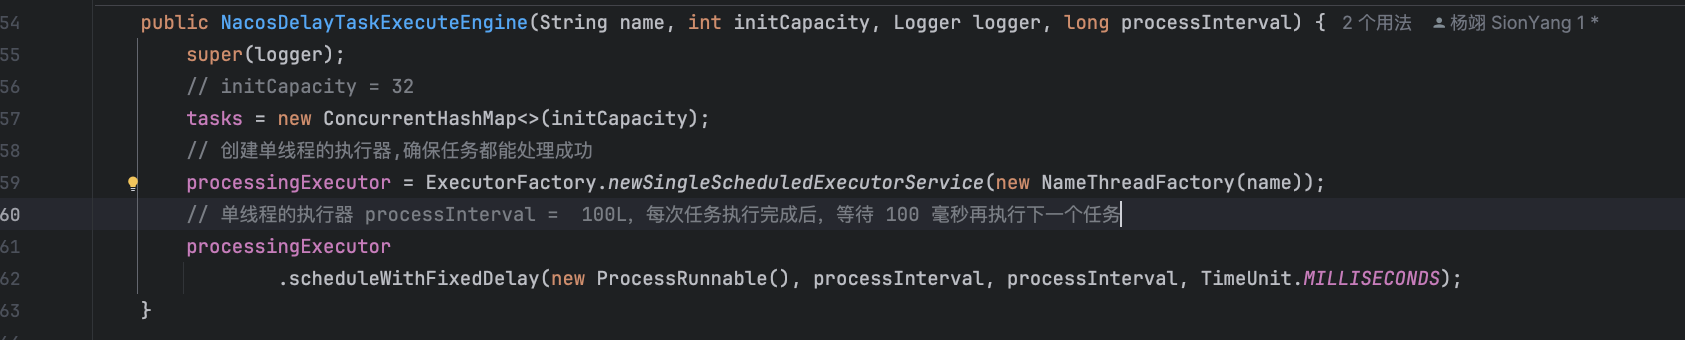 54 public NacosDelayTaskExecuteEngine(String name, int initCapacity, Logger logger, long processInterval) { 2 个用法 杨翊 SionYang 1 *
55 super(logger);
56 // initCapacity = 32
57 tasks = new ConcurrentHashMap<>(initCapacity);
58 // 创建单线程的执行器,确保任务都能处理成功
59 processingExecutor = ExecutorFactory.newSingleScheduledExecutorService(new NameThreadFactory(name));
60 // 单线程的执行器 processInterval =  100L，每次任务执行完成后，等待 100 毫秒再执行下一个任务
61 processingExecutor
62 .scheduleWithFixedDelay(new ProcessRunnable(), processInterval, processInterval, TimeUnit.MILLISECONDS);
63 }